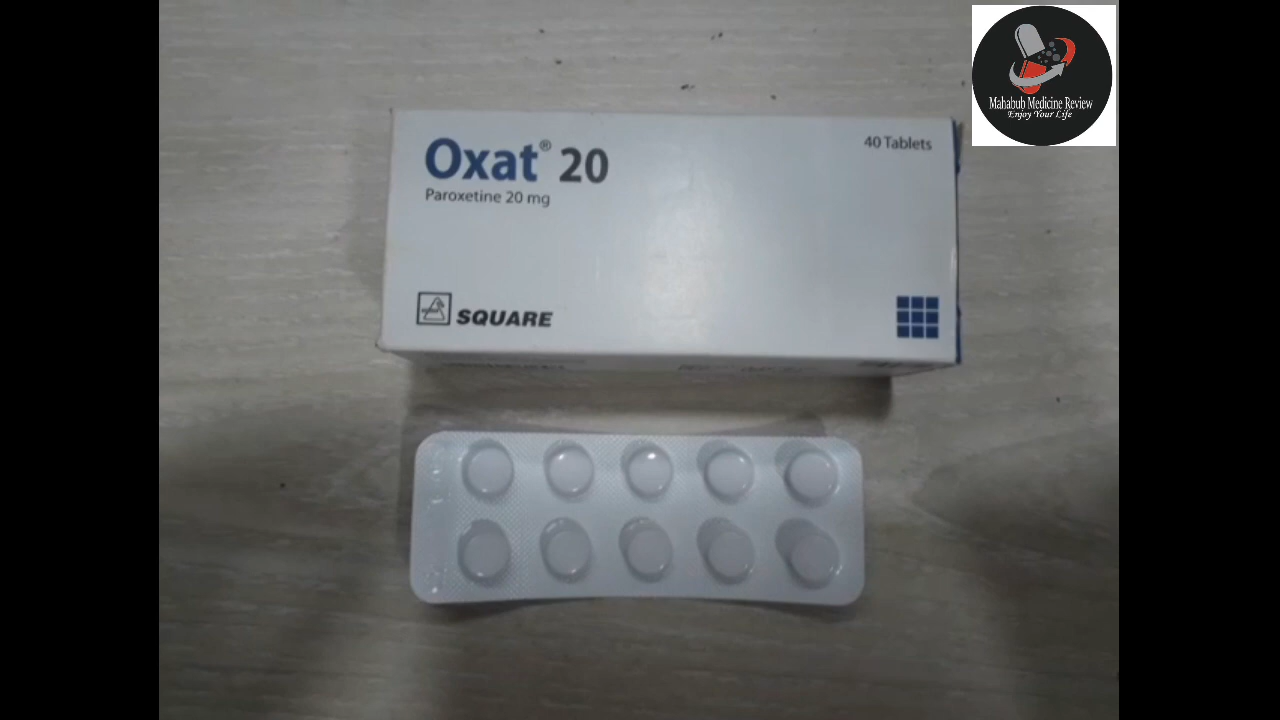 Oxat® 20
40 Tablets
Paroxetine 20 mg
SQUARE
Mahabub Medicine Review
Enjoy Your Life